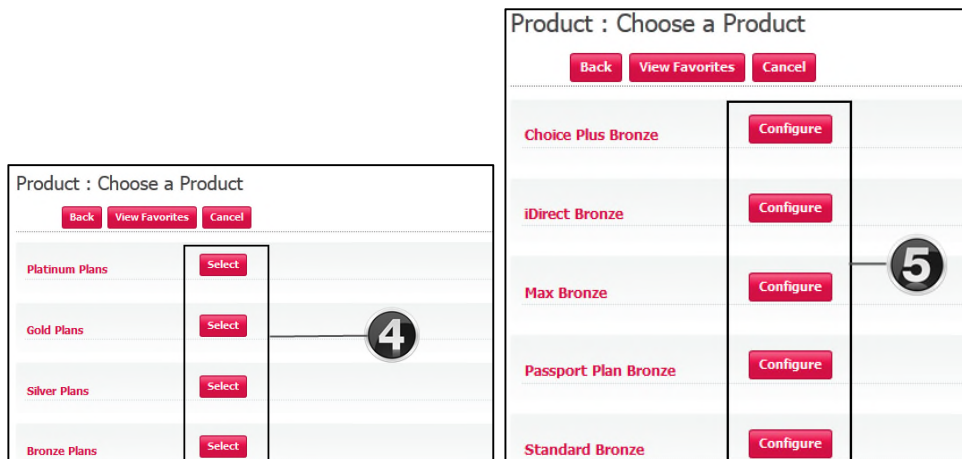 Product : Choose a Product
Back View Favorites Cancel
Platinum Plans Select
Gold Plans Select
Silver Plans Select
Bronze Plans Select
4
Product : Choose a Product
Back View Favorites Cancel
Choice Plus Bronze Configure
iDirect Bronze Configure
Max Bronze Configure
Passport Plan Bronze Configure
Standard Bronze Configure
5